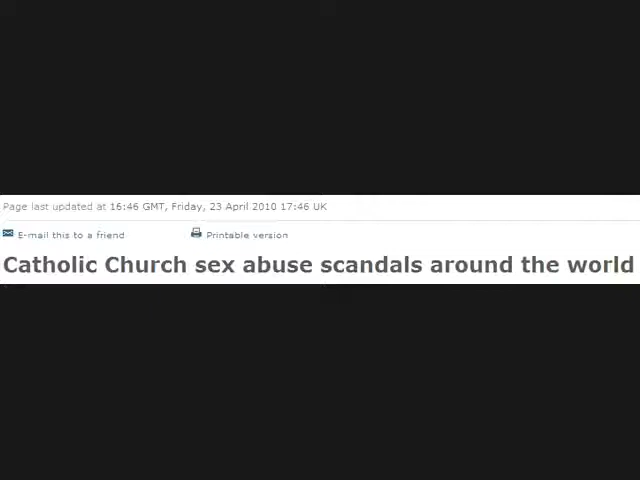 Page last updated at 16:46 GMT, Friday, 23 April 2010 17:46 UK
E-mail this to a friend Printable version
Catholic Church sex abuse scandals around the world